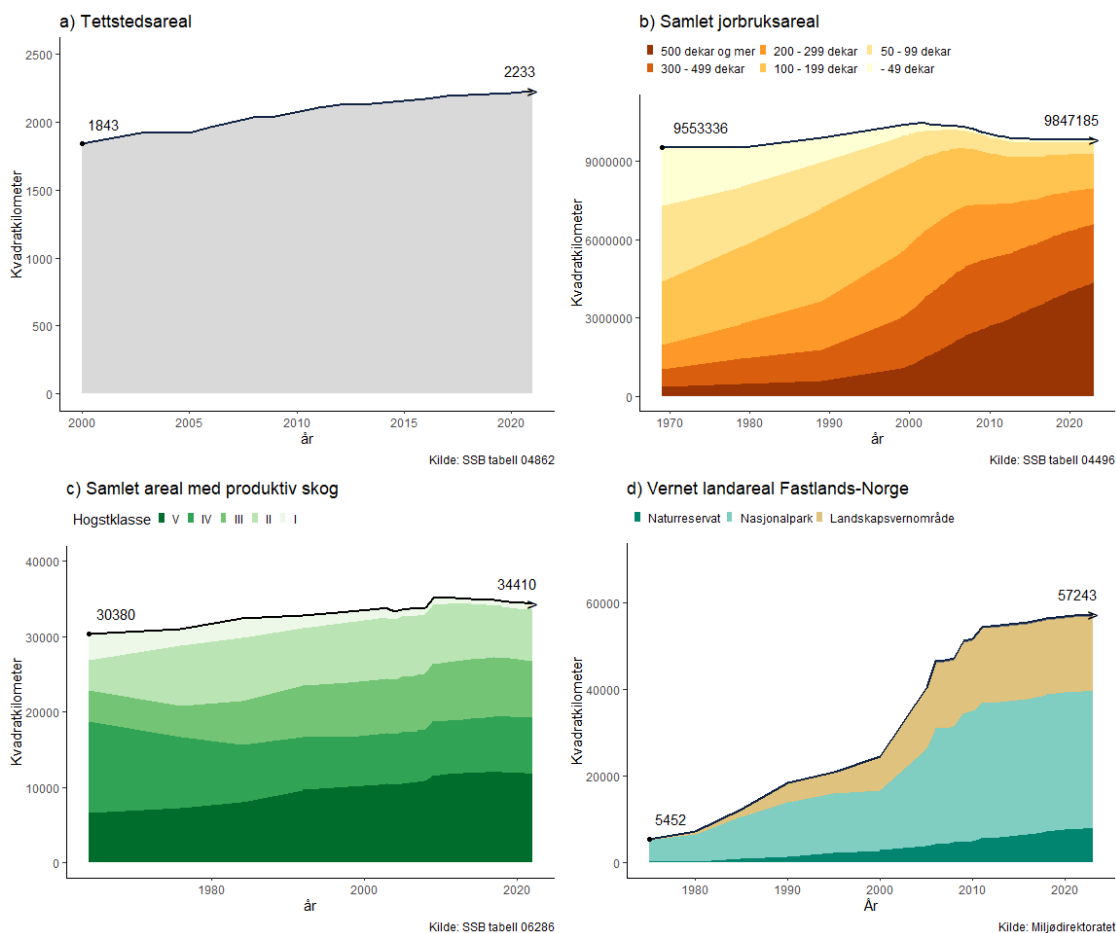 a) Tettstedsareal
2500
2000
1500
1000
500
0
Kvadratkilometer
1843
2233
2000
2005
2010
2015
2020
år
Kilde: SSB tabell 04862
b) Samlet jorbruksareal
500 dekar og mer
200 - 299 dekar
50 - 99 dekar
300 - 499 dekar
100 - 199 dekar
- 49 dekar
9000000
6000000
3000000
0
Kvadratkilometer
9553336
9847185
1970
1980
1990
2000
2010
2020
år
Kilde: SSB tabell 04496
c) Samlet areal med produktiv skog
Hogstklasse
V
IV
III
II
I
40000
30000
20000
10000
0
Kvadratkilometer
30380
34410
1980
2000
2020
år
Kilde: SSB tabell 06286
d) Vernet landareal Fastlands-Norge
Naturreservat
Nasjonalpark
Landskapsvernområde
60000
40000
20000
0
Kvadratkilometer
5452
57243
1980
1990
2000
2010
2020
År
Kilde: Miljødirektoratet